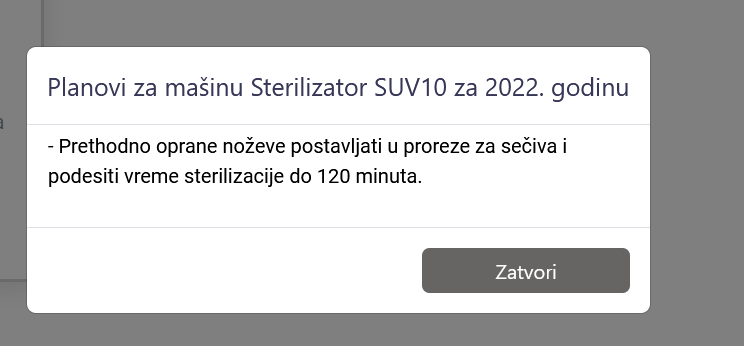 Planovi za mašinu Sterilizator SUV10 za 2022. godinu
- Prethodno oprane noževe postavljati u proreze za sečiva i
podesiti vreme sterilizacije do 120 minuta.
Zatvori